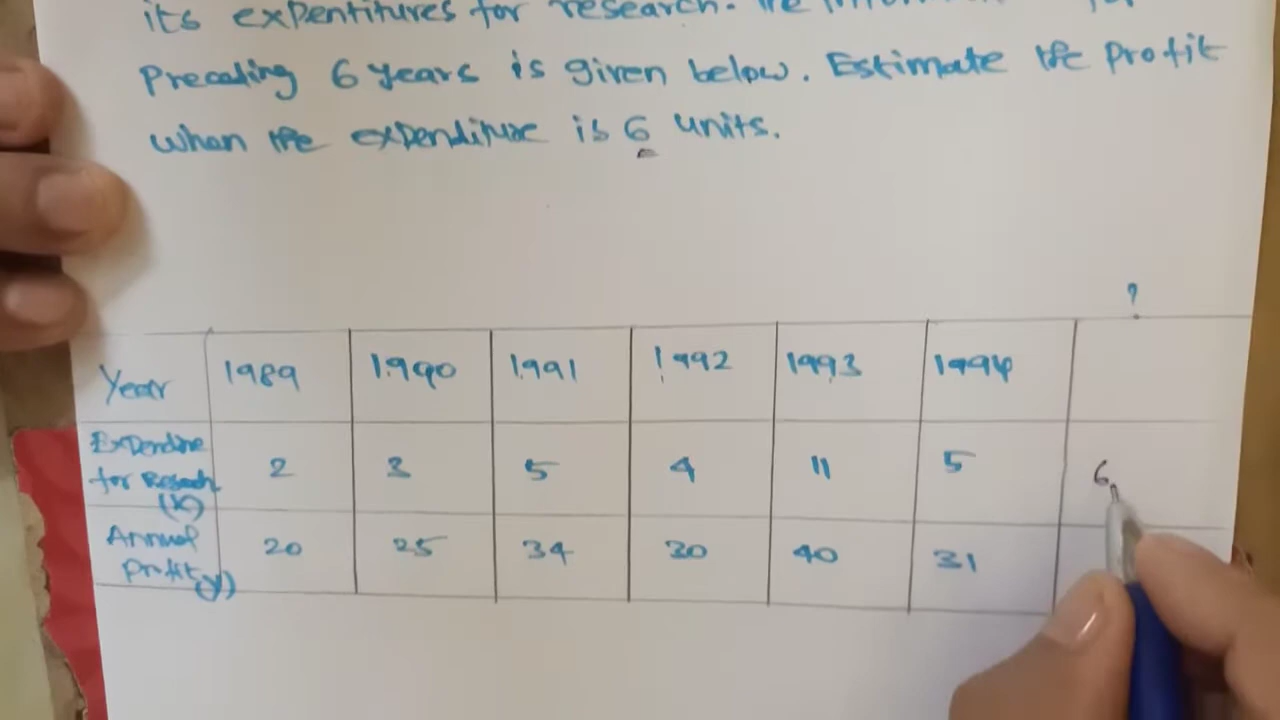 its expentitures for research. The
Preceding 6 years is given below. Estimate the Profit
when the expenditure is 6 units.
?
Year 1989 1990 1991 1992 1993 1994
for (x) 2 3 5 4 11 5 6
Annual
Profit (y) 20 25 34 30 40 31